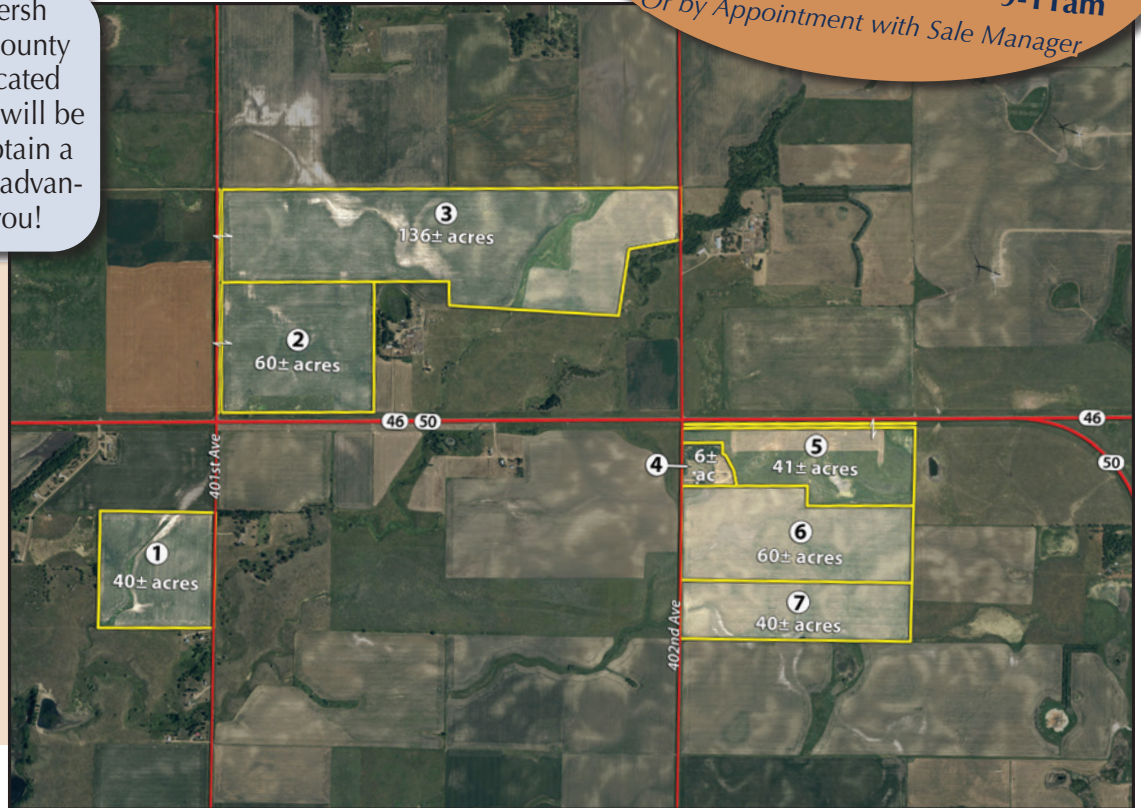 ersh
ounty
cated
will be
otain a
advan-
you!
11am
Or by Appointment with Sale Manager
3
136± acres
2
60± acres
46 50
46
50
401st Ave
4
6±
ac
5
41± acres
6
60± acres
1
40± acres
7
40± acres
402nd Ave